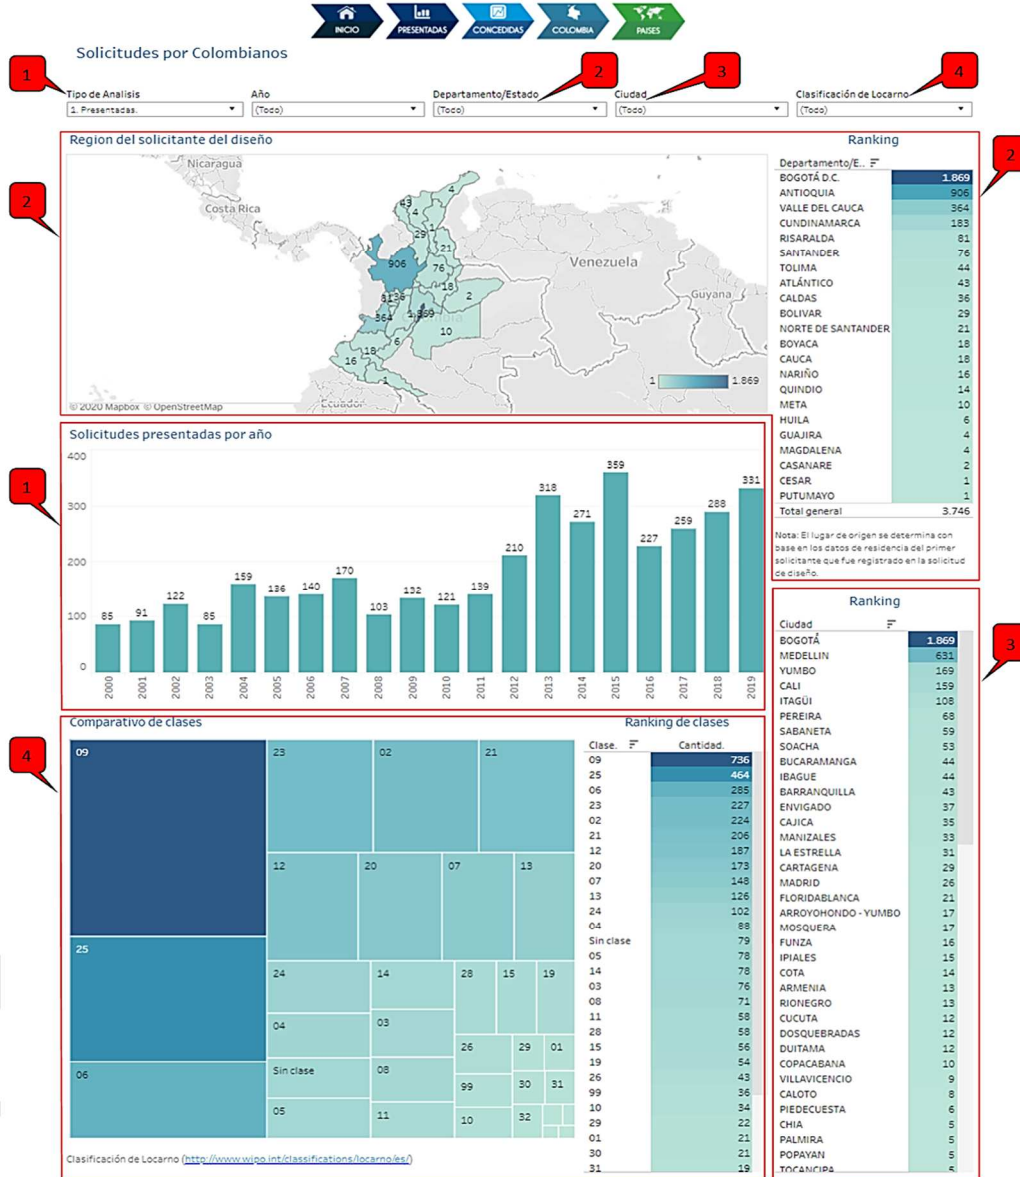 INICIO
PRESENTADAS
CONCEDIDAS
COLOMBIA
PAISES
Solicitudes por Colombianos
1
2
3
4
Tipo de Analisis
Año
Departamento/Estado
Ciudad
Clasificación de Locarno
1. Presentadas.
(Todo)
(Todo)
(Todo)
(Todo)
2
Region del solicitante del diseño
Nicaragua
Costa Rica
Venezuela
Guyana
Ecuador
4
43
4
1
29
21
906
76
18
2
81
36
364
1.869
10
6
18
16
1
1
1.869
© 2020 Mapbox © OpenStreetMap
2
Ranking
Departamento/E..
BOGOTÁ D.C. 1.869
ANTIOQUIA 906
VALLE DEL CAUCA 364
CUNDINAMARCA 183
RISARALDA 81
SANTANDER 76
TOLIMA 44
ATLÁNTICO 43
CALDAS 36
BOLIVAR 29
NORTE DE SANTANDER 21
BOYACA 18
CAUCA 18
NARIÑO 16
QUINDIO 14
META 10
HUILA 6
GUAJIRA 4
MAGDALENA 4
CASANARE 2
CESAR 1
PUTUMAYO 1
Total general 3.746
Nota: El lugar de origen se determina con
base en los datos de residencia del primer
solicitante que fue registrado en la solicitud
de diseño.
1
Solicitudes presentadas por año
400
300
200
100
0
85
91
122
85
159
136
140
170
103
132
121
139
210
318
271
359
227
259
288
331
2000
2001
2002
2003
2004
2005
2006
2007
2008
2009
2010
2011
2012
2013
2014
2015
2016
2017
2018
2019
3
Ranking
Ciudad
BOGOTÁ 1.869
MEDELLIN 631
YUMBO 169
CALI 159
ITAGÜI 108
PEREIRA 68
SABANETA 59
SOACHA 53
BUCARAMANGA 44
IBAGUE 44
BARRANQUILLA 43
ENVIGADO 37
CAJICA 35
MANIZALES 33
LA ESTRELLA 31
CARTAGENA 29
MADRID 26
FLORIDABLANCA 21
ARROYOHONDO - YUMBO 17
MOSQUERA 17
FUNZA 16
IPIALES 15
COTA 14
ARMENIA 13
RIONEGRO 13
CUCUTA 12
DOSQUEBRADAS 12
DUITAMA 12
COPACABANA 10
VILLAVICENCIO 9
CALOTO 8
PIEDECUESTA 6
CHIA 5
PALMIRA 5
POPAYAN 5
TOCANCIPA 5
4
Comparativo de clases
09
23
02
21
12
20
07
13
25
24
14
28
15
19
04
03
26
29
01
06
Sin clase
08
99
30
31
05
11
10
32
Clasificación de Locarno (http://www.wipo.int/classifications/locarno/es/)
Ranking de clases
Clase. Cantidad.
09 736
25 464
06 285
23 227
02 224
21 206
12 187
20 173
07 148
13 126
24 102
04 88
Sin clase 79
05 78
14 78
03 76
08 71
11 58
28 58
15 56
19 54
26 43
99 36
10 34
29 22
01 21
30 21
31 19